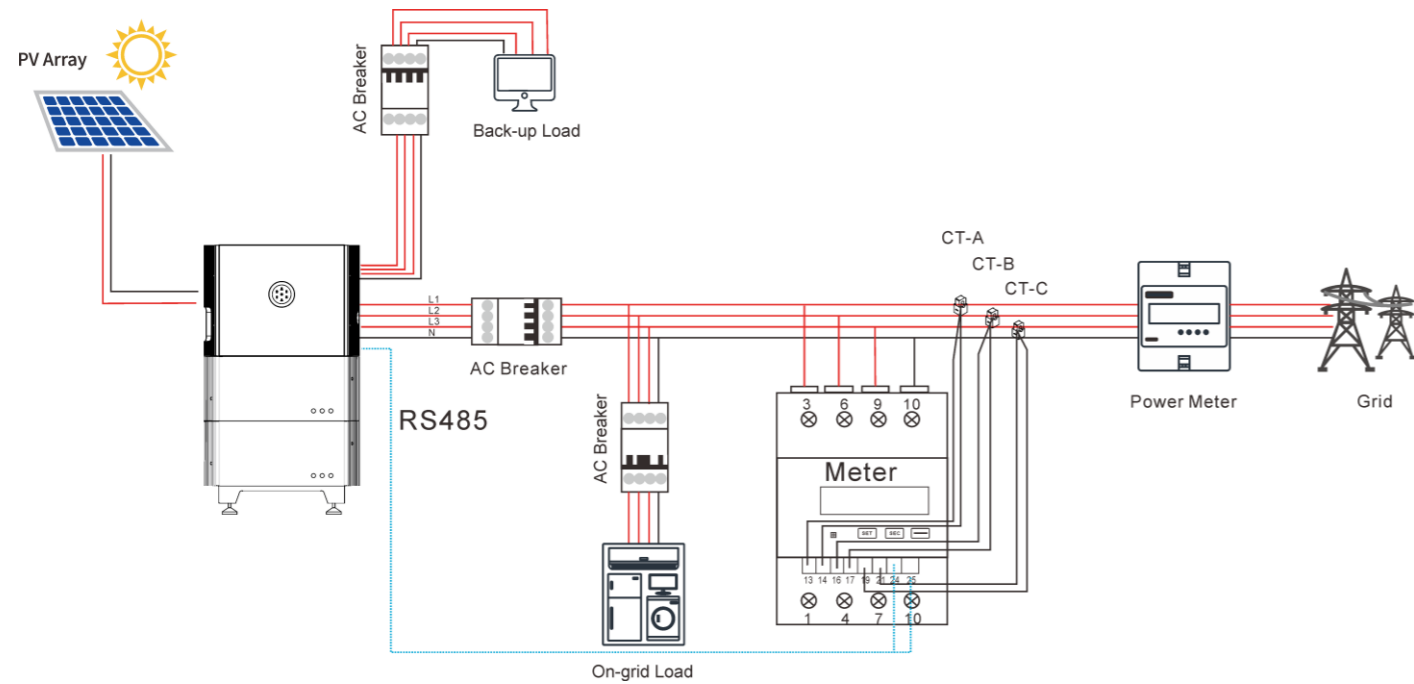 PV Array
AC Breaker
Back-up Load
CT-A
CT-B
CT-C
L1
L2
L3
N
AC Breaker
RS485
AC Breaker
3 6 9 10
Meter
SET SEC
13 14 16 17 19 21 24 25
1 4 7 10
Power Meter
Grid
On-grid Load